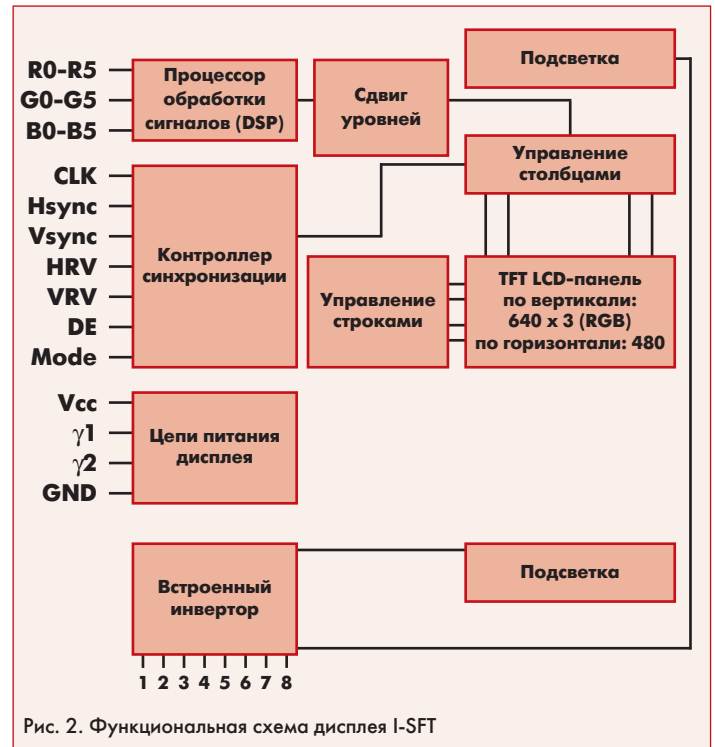 R0-R5
G0-G5
B0-B5
Процессор
обработки
сигналов (DSP)
Сдвиг
уровней
Подсветка
Управление
столбцами
CLK
Hsync
Vsync
HRV
VRV
DE
Mode
Контроллер
синхронизации
Управление
строками
TFT LCD-панель
по вертикали:
640 x 3 (RGB)
по горизонтали: 480
Vcc
γ1
γ2
GND
Цепи питания
дисплея
Встроенный
инвертор
Подсветка
1 2 3 4 5 6 7 8
Рис. 2. Функциональная схема дисплея I-SFT